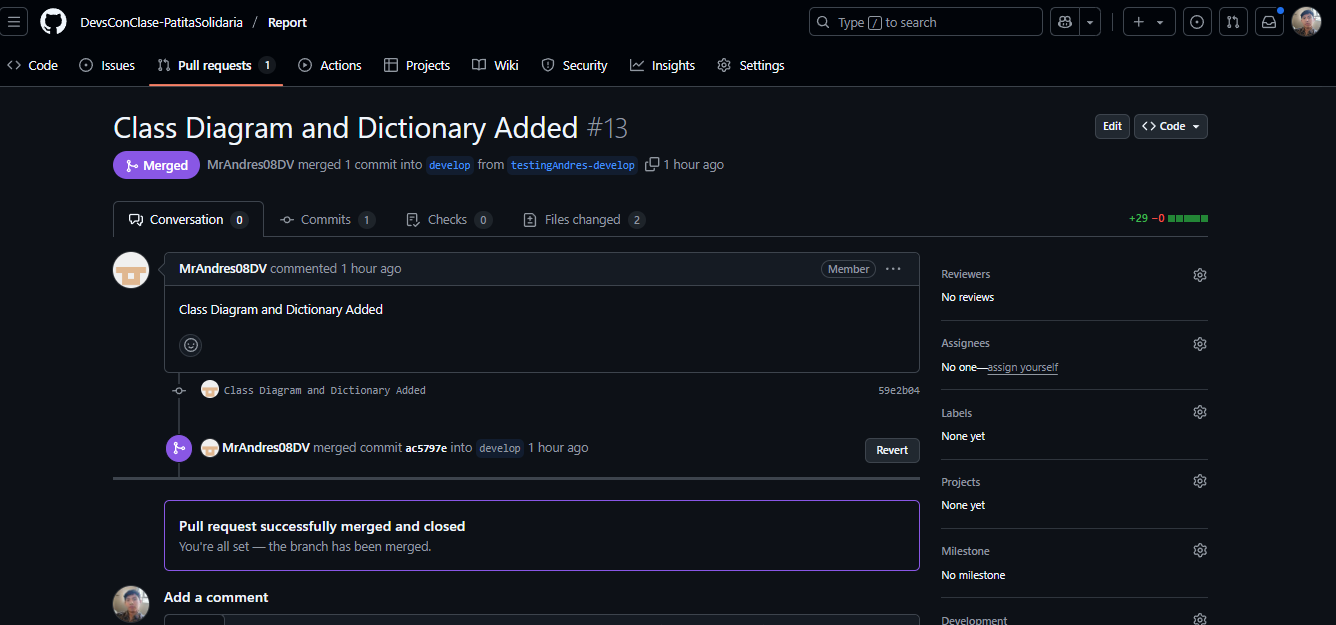 DevsConClase-PatitaSolidaria / Report
Type / to search
Code Issues Pull requests 1 Actions Projects Wiki Security Insights Settings
Class Diagram and Dictionary Added #13
Edit
Code
Merged
MrAndres08DV merged 1 commit into develop from testingAndres-develop 1 hour ago
Conversation 0
Commits 1
Checks 0
Files changed 2
+29 −0
MrAndres08DV commented 1 hour ago
Member
Class Diagram and Dictionary Added
Class Diagram and Dictionary Added
59e2b04
MrAndres08DV merged commit ac5797e into develop 1 hour ago
Revert
Pull request successfully merged and closed
You're all set — the branch has been merged.
Add a comment
Reviewers
No reviews
Assignees
No one—assign yourself
Labels
None yet
Projects
None yet
Milestone
No milestone
Development